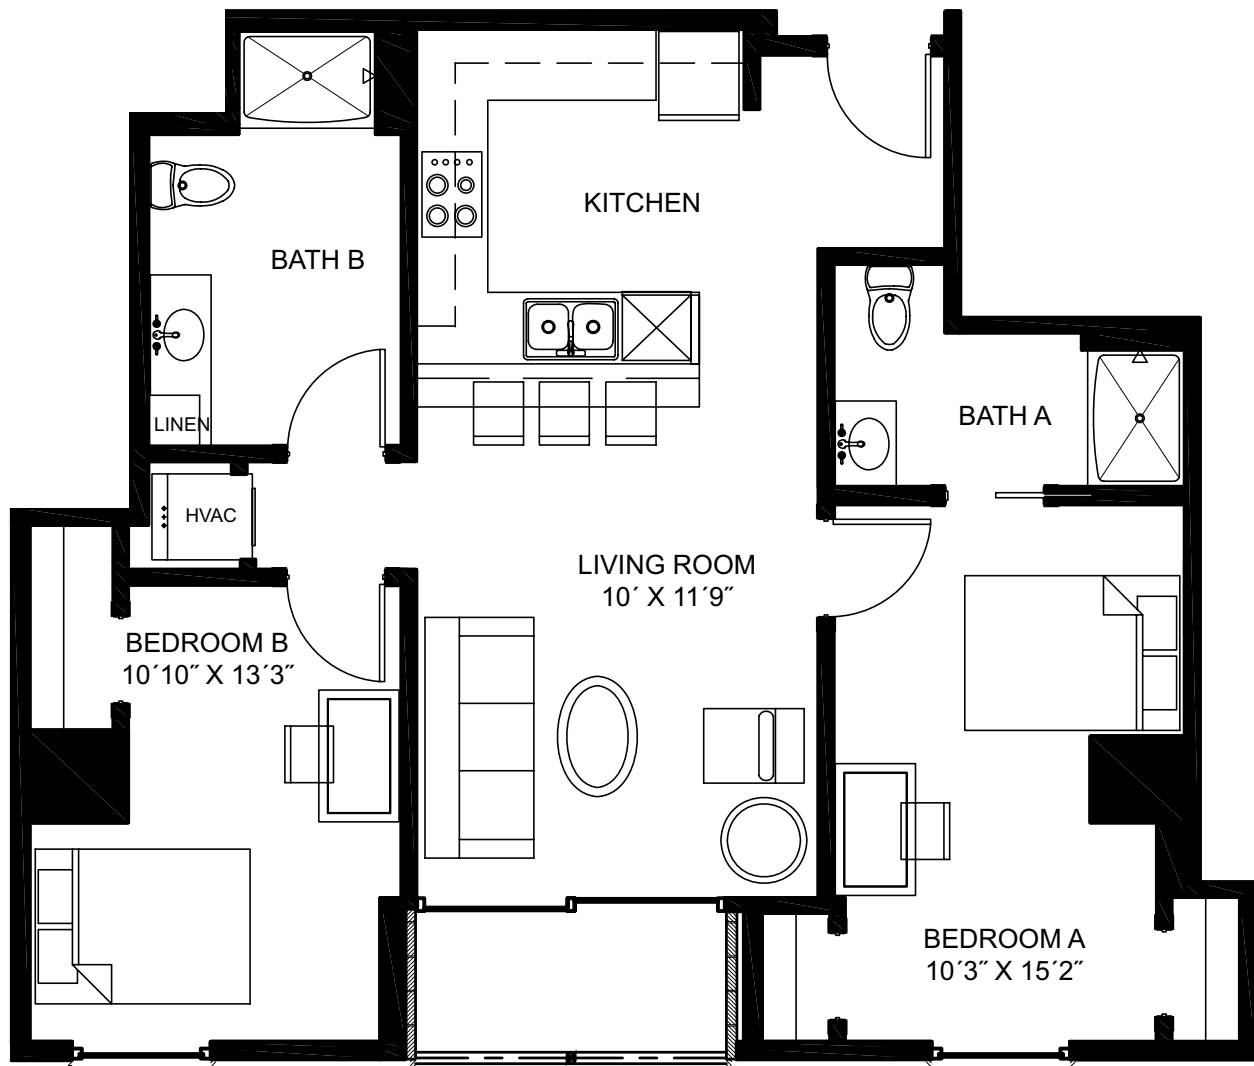 KITCHEN
BATH B
BATH A
LINEN
HVAC
LIVING ROOM
10´ X 11´9˝
BEDROOM B
10´10˝ X 13´3˝
BEDROOM A
10´3˝ X 15´2˝